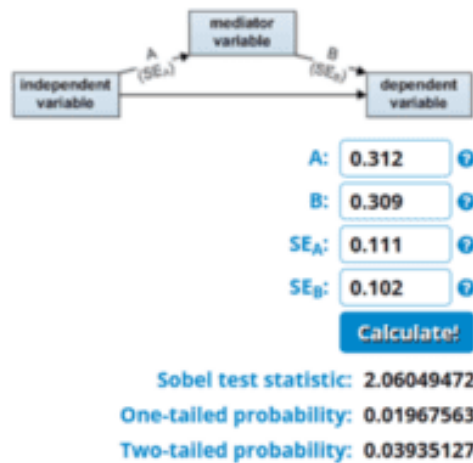 mediator
variable
A
(SEA)
B
(SEB)
independent
variable
dependent
variable
A: 0.312 ?
B: 0.309 ?
SEA: 0.111 ?
SEB: 0.102 ?
Calculate!
Sobel test statistic: 2.06049472
One-tailed probability: 0.01967563
Two-tailed probability: 0.03935127